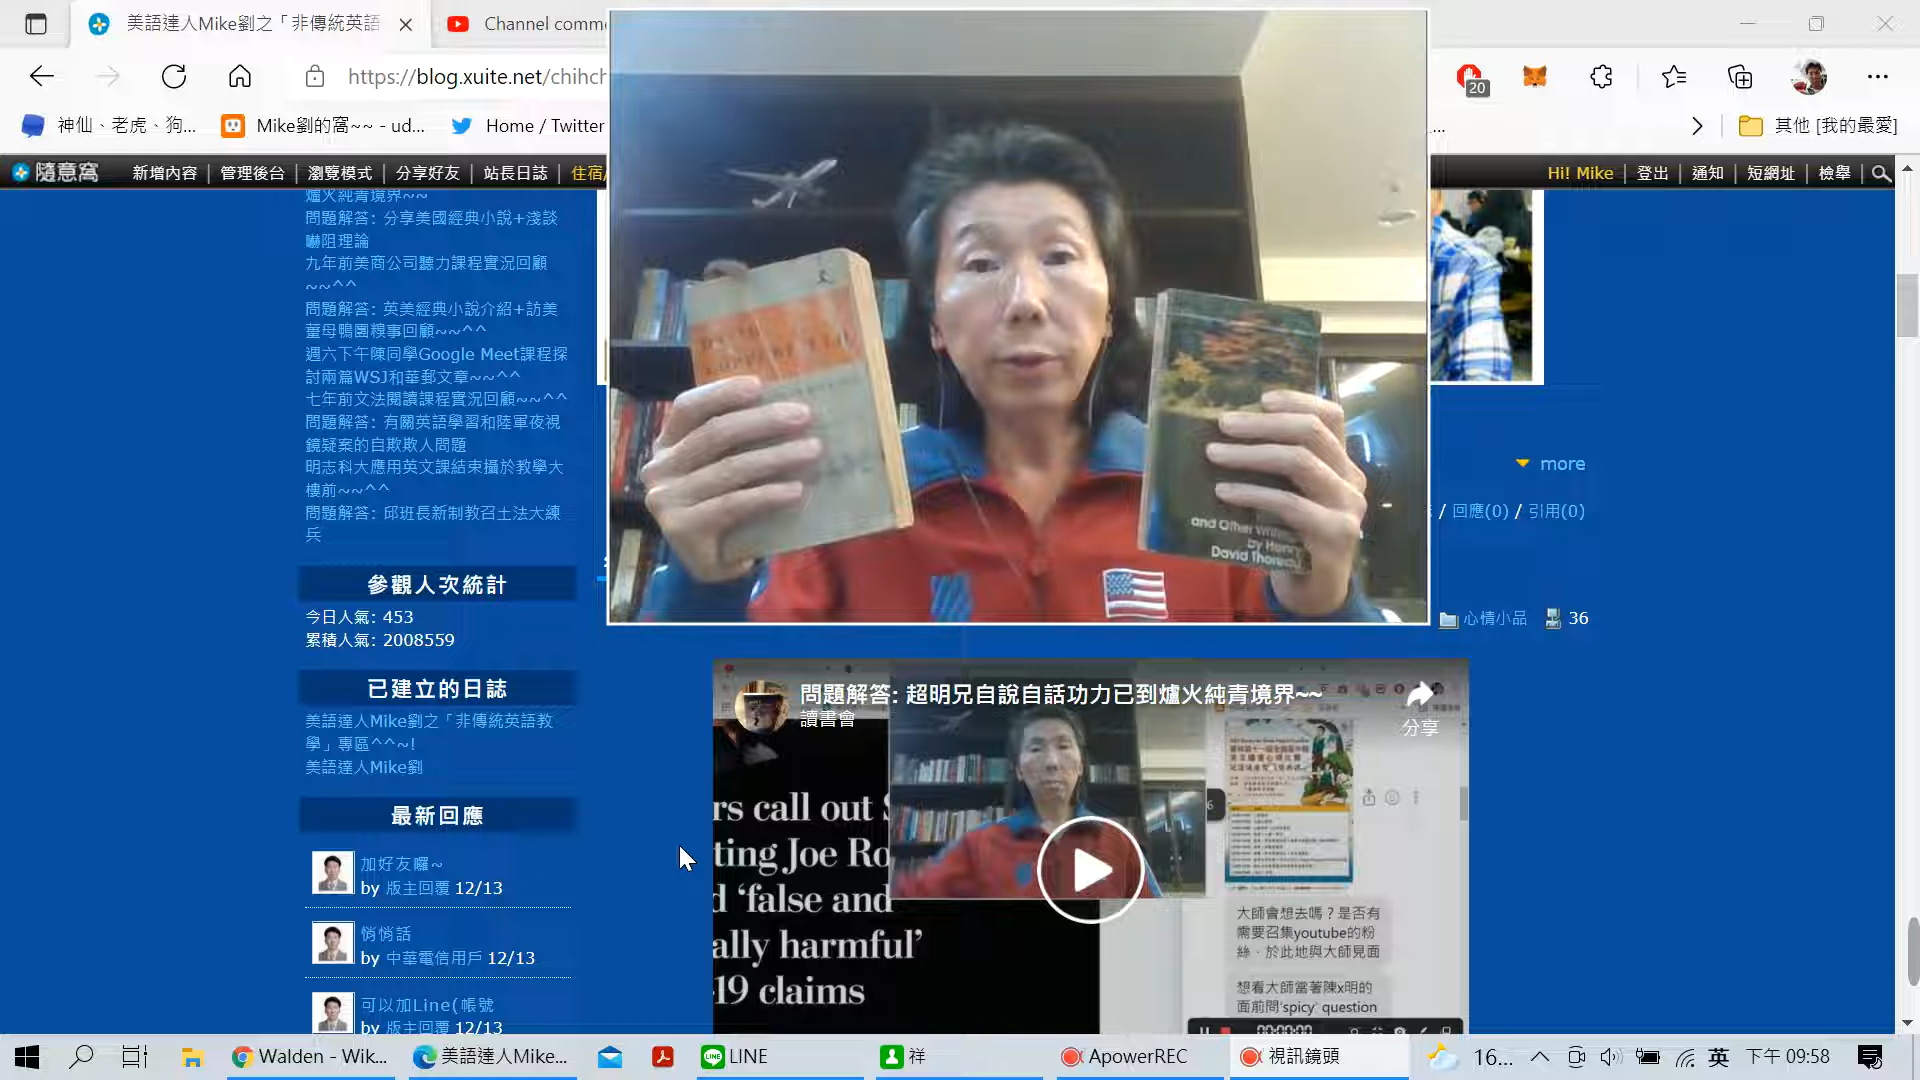 美語達人Mike劉之「非傳統英語
Channel comme
https://blog.xuite.net/chihch
20
神仙、老虎、狗...
Mike劉的窩~~ - ud...
Home / Twitter
...
其他 [我的最愛]
隨意窩
新增內容 | 管理後台 | 瀏覽模式 | 分享好友 | 站長日誌 | 住宿/
Hi! Mike | 登出 | 通知 | 短網址 | 檢舉
爐火純青境界~~
問題解答: 分享美國經典小說+淺談
嚇阻理論
九年前美商公司聽力課程實況回顧
~~^^
問題解答: 英美經典小說介紹+訪美
薑母鴨團糗事回顧~~^^
週六下午陳同學Google Meet課程探
討兩篇WSJ和華郵文章~~^^
七年前文法閱讀課程實況回顧~~^^
問題解答: 有關英語學習和陸軍夜視
鏡疑案的自欺欺人問題
明志科大應用英文課結束攝於教學大
樓前~~^^
問題解答: 邱班長新制教召土法大練
兵
參觀人次統計
今日人氣: 453
累積人氣: 2008559
已建立的日誌
美語達人Mike劉之「非傳統英語教
學」專區^^~!
美語達人Mike劉
最新回應
加好友囉~
by 版主回覆 12/13
悄悄話
by 中華電信用戶 12/13
可以加Line(帳號
by 版主回覆 12/13
and Other
by Henry
David Thoreau
more
/ 回應(0) / 引用(0)
心情小品
36
問題解答: 超明兄自說自話功力已到爐火純青境界~~
讀書會
分享
rs call out
ting Joe Ro
d ‘false and
ally harmful’
-19 claims
大師會想去嗎？是否有
需要召集youtube的粉
絲，於此地與大師見面
想看大師當著陳x明的
面前問'spicy' question
00:00:00
Walden - Wik...
美語達人Mike...
LINE
祥
ApowerREC
視訊鏡頭
16...
英
下午 09:58